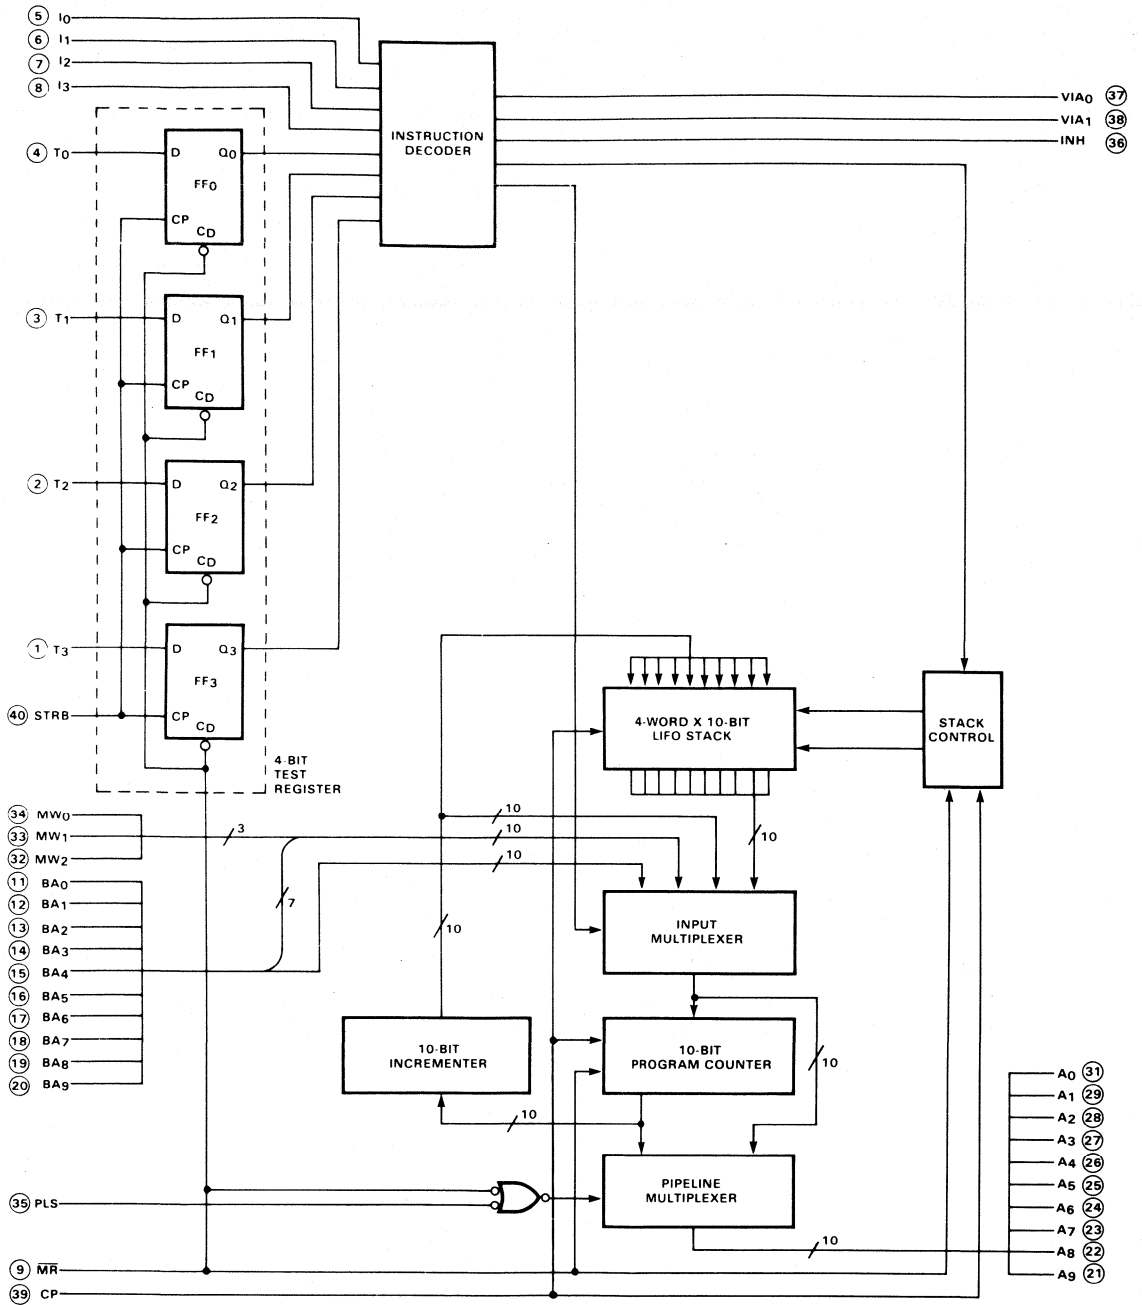 5 I0
6 I1
7 I2
8 I3
INSTRUCTION
DECODER
VIA0 37
VIA1 38
INH 36
4 T0
D Q0
FF0
CP
CD
3 T1
D Q1
FF1
CP
CD
2 T2
D Q2
FF2
CP
CD
1 T3
D Q3
FF3
40 STRB
CP
CD
4-BIT
TEST
REGISTER
4-WORD X 10-BIT
LIFO STACK
STACK
CONTROL
34 MW0
33 MW1
32 MW2
3
10
10
10
10
11 BA0
12 BA1
13 BA2
14 BA3
15 BA4
16 BA5
17 BA6
18 BA7
19 BA8
20 BA9
7
10
INPUT
MULTIPLEXER
10-BIT
INCREMENTER
10-BIT
PROGRAM COUNTER
10
10
PIPELINE
MULTIPLEXER
10
A0 31
A1 29
A2 28
A3 27
A4 26
A5 25
A6 24
A7 23
A8 22
A9 21
35 PLS
9 M̅R̅
39 CP